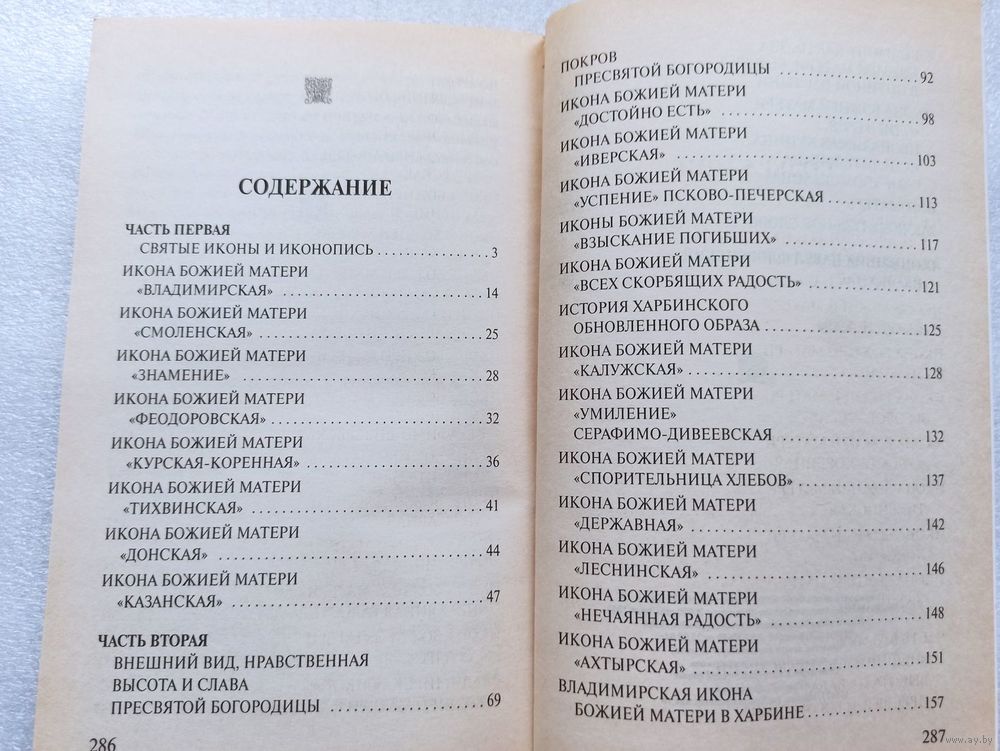 СОДЕРЖАНИЕ
ЧАСТЬ ПЕРВАЯ
СВЯТЫЕ ИКОНЫ И ИКОНОПИСЬ .................... 3
ИКОНА БОЖИЕЙ МАТЕРИ
«ВЛАДИМИРСКАЯ» .................... 14
ИКОНА БОЖИЕЙ МАТЕРИ
«СМОЛЕНСКАЯ» .................... 25
ИКОНА БОЖИЕЙ МАТЕРИ
«ЗНАМЕНИЕ» .................... 28
ИКОНА БОЖИЕЙ МАТЕРИ
«ФЕОДОРОВСКАЯ» .................... 32
ИКОНА БОЖИЕЙ МАТЕРИ
«КУРСКАЯ-КОРЕННАЯ» .................... 36
ИКОНА БОЖИЕЙ МАТЕРИ
«ТИХВИНСКАЯ» .................... 41
ИКОНА БОЖИЕЙ МАТЕРИ
«ДОНСКАЯ» .................... 44
ИКОНА БОЖИЕЙ МАТЕРИ
«КАЗАНСКАЯ» .................... 47
ЧАСТЬ ВТОРАЯ
ВНЕШНИЙ ВИД, НРАВСТВЕННАЯ
ВЫСОТА И СЛАВА
ПРЕСВЯТОЙ БОГОРОДИЦЫ .................... 69
286
ПОКРОВ
ПРЕСВЯТОЙ БОГОРОДИЦЫ .................... 92
ИКОНА БОЖИЕЙ МАТЕРИ
«ДОСТОЙНО ЕСТЬ» .................... 98
ИКОНА БОЖИЕЙ МАТЕРИ
«ИВЕРСКАЯ» .................... 103
ИКОНА БОЖИЕЙ МАТЕРИ
«УСПЕНИЕ» ПСКОВО-ПЕЧЕРСКАЯ .................... 113
ИКОНЫ БОЖИЕЙ МАТЕРИ
«ВЗЫСКАНИЕ ПОГИБШИХ» .................... 117
ИКОНА БОЖИЕЙ МАТЕРИ
«ВСЕХ СКОРБЯЩИХ РАДОСТЬ» .................... 121
ИСТОРИЯ ХАРБИНСКОГО
ОБНОВЛЕННОГО ОБРАЗА .................... 125
ИКОНА БОЖИЕЙ МАТЕРИ
«КАЛУЖСКАЯ» .................... 128
ИКОНА БОЖИЕЙ МАТЕРИ
«УМИЛЕНИЕ»
СЕРАФИМО-ДИВЕЕВСКАЯ .................... 132
ИКОНА БОЖИЕЙ МАТЕРИ
«СПОРИТЕЛЬНИЦА ХЛЕБОВ» .................... 137
ИКОНА БОЖИЕЙ МАТЕРИ
«ДЕРЖАВНАЯ» .................... 142
ИКОНА БОЖИЕЙ МАТЕРИ
«ЛЕСНИНСКАЯ» .................... 146
ИКОНА БОЖИЕЙ МАТЕРИ
«НЕЧАЯННАЯ РАДОСТЬ» .................... 148
ИКОНА БОЖИЕЙ МАТЕРИ
«АХТЫРСКАЯ» .................... 151
ВЛАДИМИРСКАЯ ИКОНА
БОЖИЕЙ МАТЕРИ В ХАРБИНЕ .................... 157
287
www.ay.by